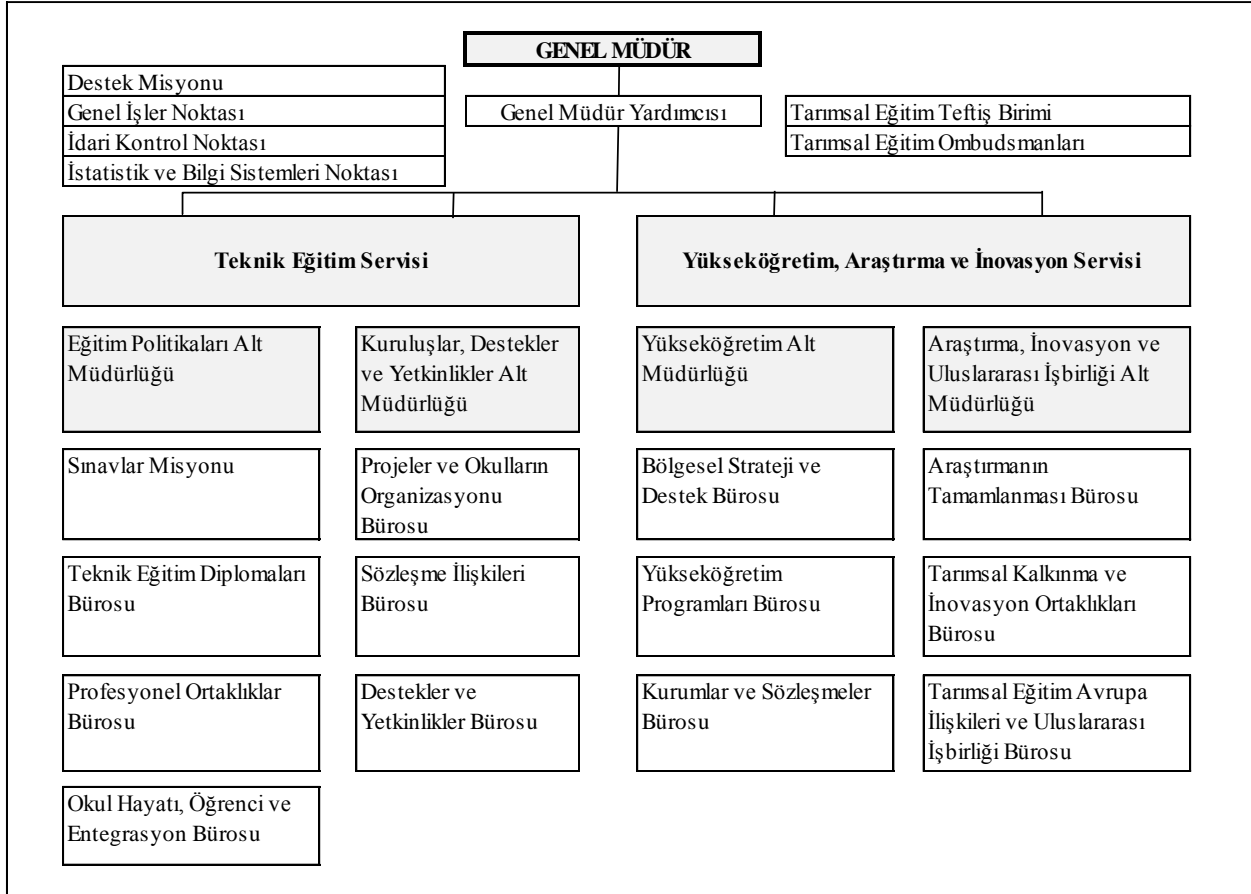 GENEL MÜDÜR
Destek Misyonu
Genel İşler Noktası
İdari Kontrol Noktası
İstatistik ve Bilgi Sistemleri Noktası
Genel Müdür Yardımcısı
Tarımsal Eğitim Teftiş Birimi
Tarımsal Eğitim Ombudsmanları
Teknik Eğitim Servisi
Yükseköğretim, Araştırma ve İnovasyon Servisi
Eğitim Politikaları Alt
Müdürlüğü
Kuruluşlar, Destekler
ve Yetkinlikler Alt
Müdürlüğü
Yükseköğretim Alt
Müdürlüğü
Araştırma, İnovasyon ve
Uluslararası İşbirliği Alt
Müdürlüğü
Sınavlar Misyonu
Projeler ve Okulların
Organizasyonu
Bürosu
Bölgesel Strateji ve
Destek Bürosu
Araştırmanın
Tamamlanması Bürosu
Teknik Eğitim Diplomaları
Bürosu
Sözleşme İlişkileri
Bürosu
Yükseköğretim
Programları Bürosu
Tarımsal Kalkınma ve
İnovasyon Ortaklıkları
Bürosu
Profesyonel Ortaklıklar
Bürosu
Destekler ve
Yetkinlikler Bürosu
Kurumlar ve Sözleşmeler
Bürosu
Tarımsal Eğitim Avrupa
İlişkileri ve Uluslararası
İşbirliği Bürosu
Okul Hayatı, Öğrenci ve
Entegrasyon Bürosu